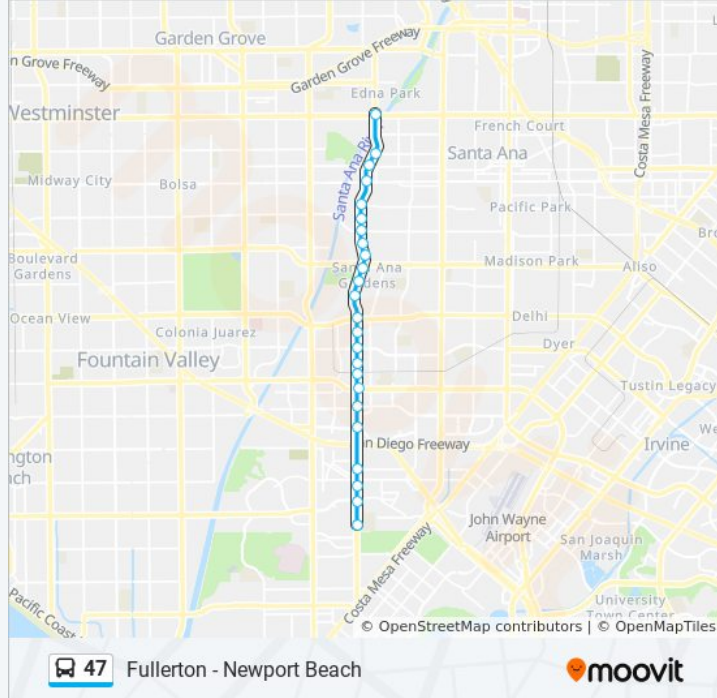 Garden Grove
Garden Grove Freeway
n Grove Freeway
Edna Park
Westminster
French Court
Costa Mesa Freeway
Santa Ana
Santa Ana Ri
Midway City
Bolsa
Pacific Park
Bro
Boulevard
Gardens
Santa Ana
Gardens
Madison Park
Aliso
Ocean View
Delhi
Colonia Juarez
Dyer
Fountain Valley
Tustin Legacy
We
ngton
ch
n Diego Freeway
Irvine
John Wayne
Airport
San Joaquin
Marsh
Costa Mesa Freeway
Pacific Coast
University
Town Center
© OpenStreetMap contributors | © OpenMapTiles
47 Fullerton - Newport Beach
moovit